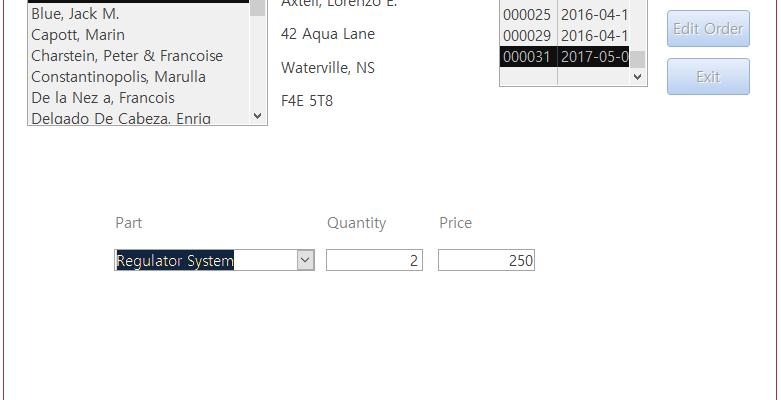 Blue, Jack M.
Capott, Marin
Charstein, Peter & Francoise
Constantinopolis, Marulla
De la Nez a, Francois
Delgado De Cabeza, Enriq
Axtell, Lorenzo E.
42 Aqua Lane
Waterville, NS
F4E 5T8
000025 2016-04-1
000029 2016-04-1
000031 2017-05-0
Edit Order
Exit
Part Quantity Price
Regulator System 2 250